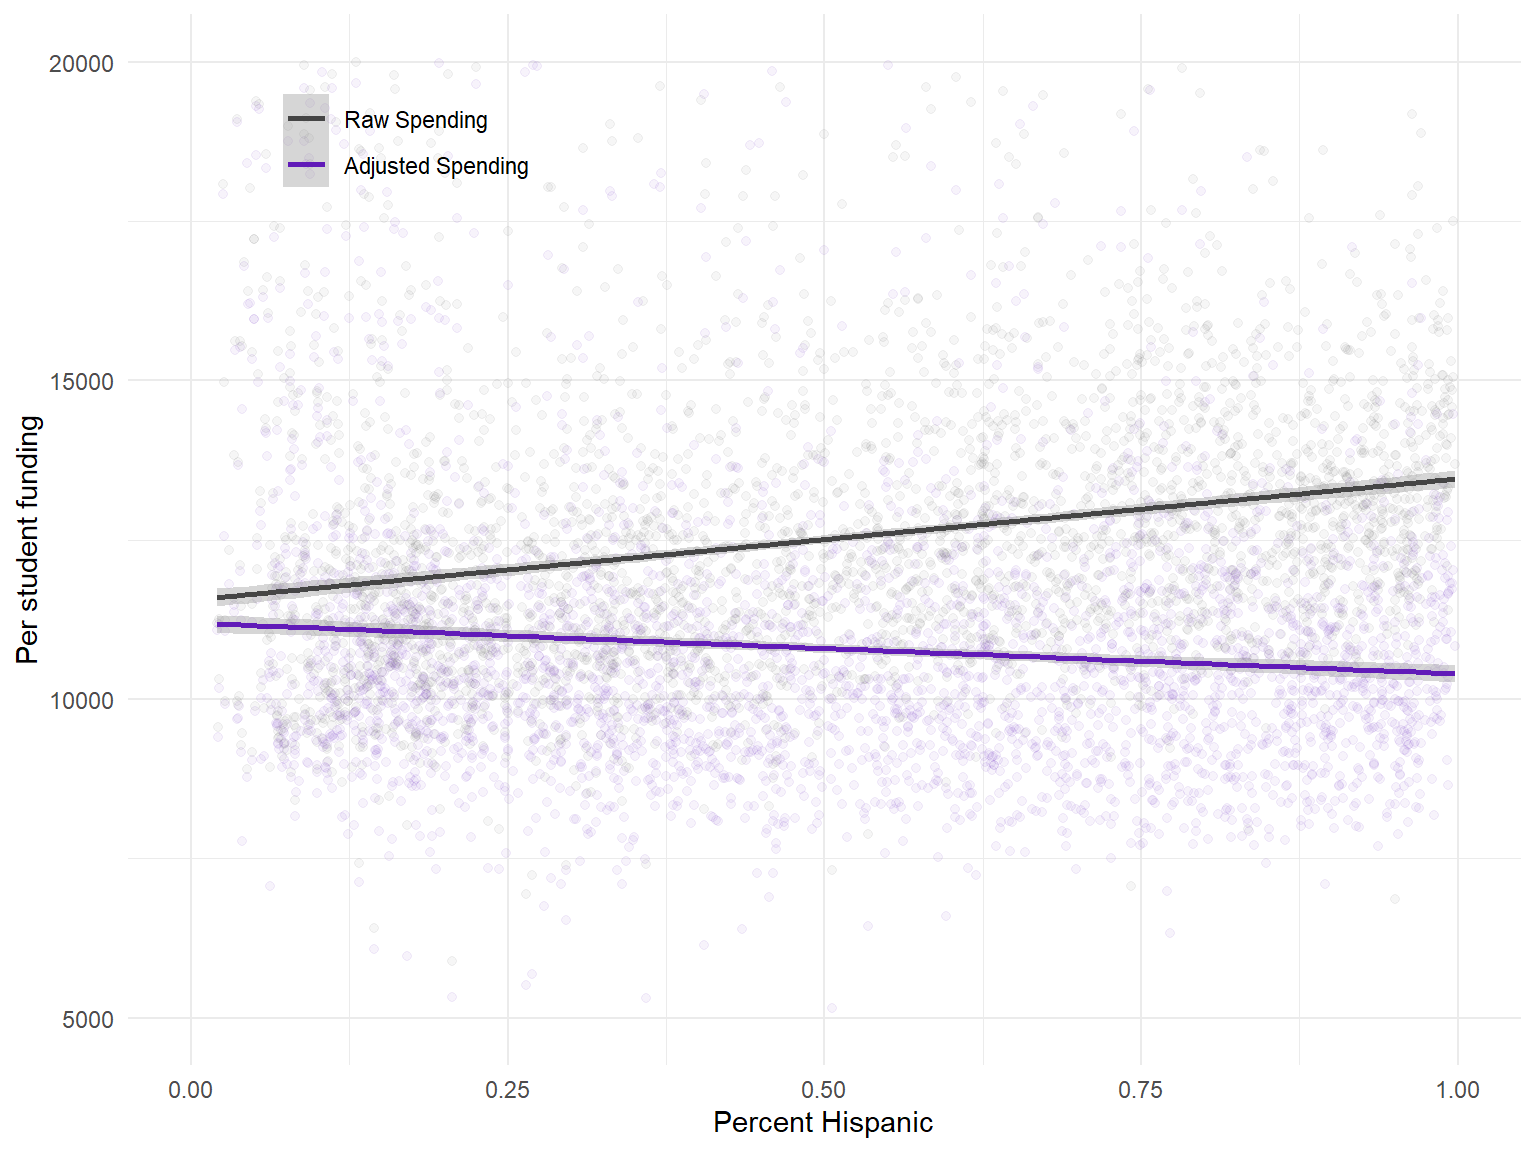 20000
15000
10000
5000
Per student funding
Raw Spending
Adjusted Spending
0.00 0.25 0.50 0.75 1.00
Percent Hispanic